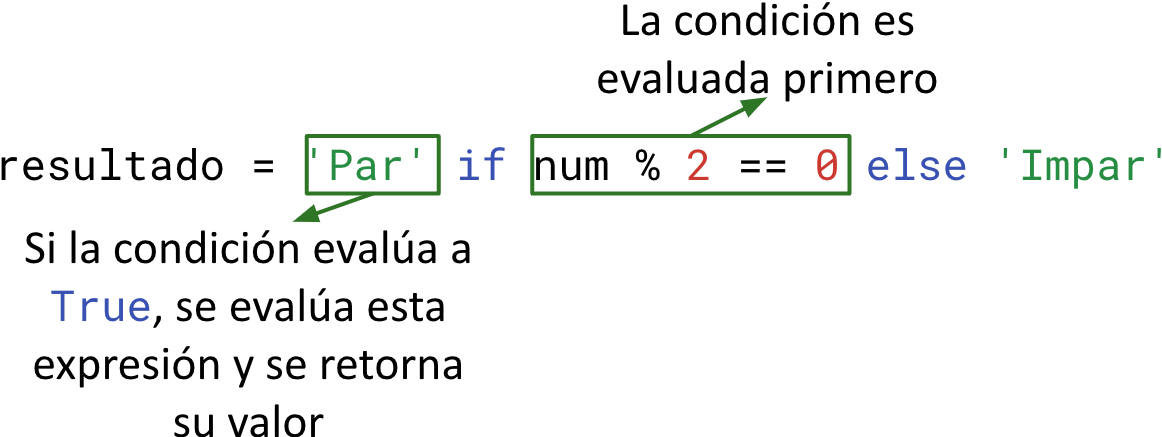 La condición es
evaluada primero
resultado = 'Par' if num % 2 == 0 else 'Impar'
Si la condición evalúa a
True, se evalúa esta
expresión y se retorna
su valor